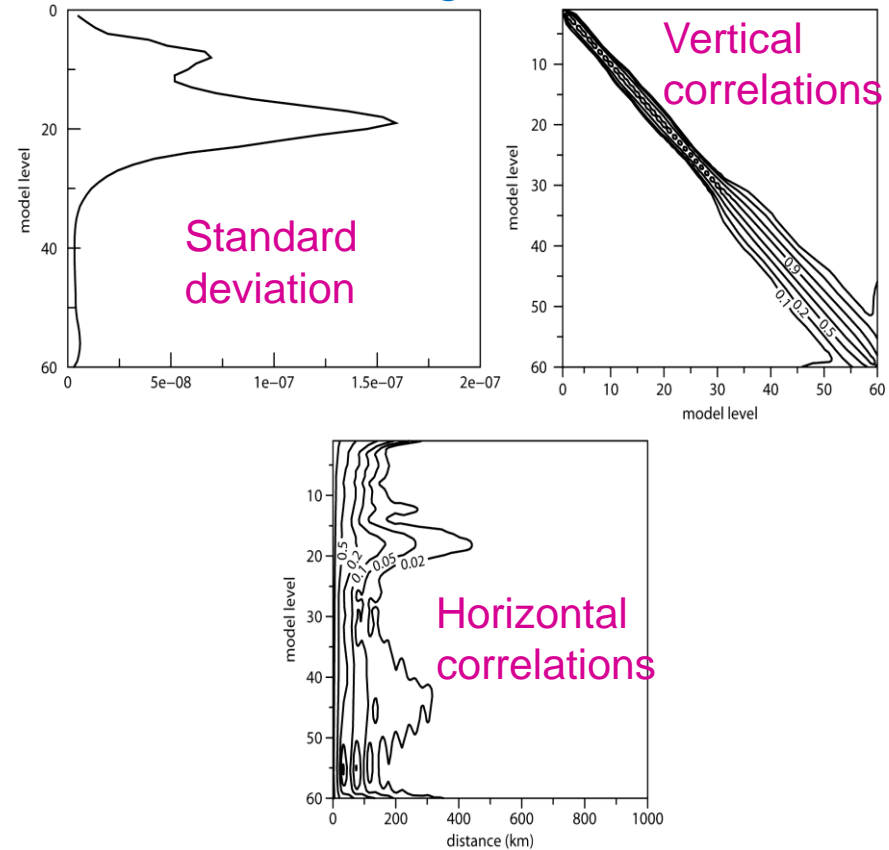 0
20
40
60
model level
0
5e−08
1e−07
1.5e−07
2e−07
Standard
deviation
10
20
30
40
50
60
model level
0
10
20
30
40
50
60
model level
Vertical
correlations
0.9
0.1
0.2
0.5
10
20
30
40
50
60
model level
0
200
400
600
800
1000
distance (km)
0.5
0.2
0.1
0.05
0.02
Horizontal
correlations